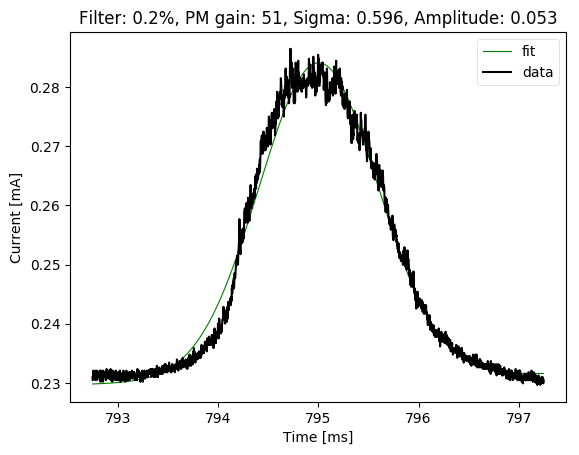 Filter: 0.2%, PM gain: 51, Sigma: 0.596, Amplitude: 0.053
fit
data
0.28
0.27
0.26
0.25
0.24
0.23
Current [mA]
793 794 795 796 797
Time [ms]